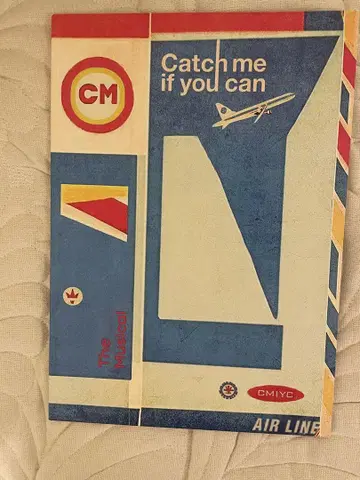 CM
Catch me
if you can
The
Musical
CMIYC
AIR LINE